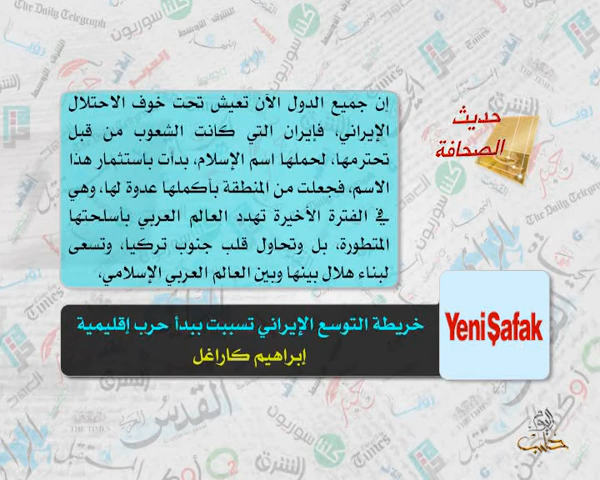 حديث
الصحافة
إن جميع الدول الآن تعيش تحت خوف الاحتلال
الإيراني، فإيران التي كانت الشعوب من قبل
تحترمها، لحملها اسم الإسلام، بدأت باستثمار هذا
الاسم، فجعلت من المنطقة بأكملها عدوة لها، وهي
في الفترة الأخيرة تهدد العالم العربي بأسلحتها
المتطورة، بل وتحاول قلب جنوب تركيا، وتسعى
لبناء هلال بينها وبين العالم العربي الإسلامي،
YeniŞafak
خريطة التوسع الإيراني تسببت ببدأ حرب إقليمية
إبراهيم كاراغل
حلب اليوم